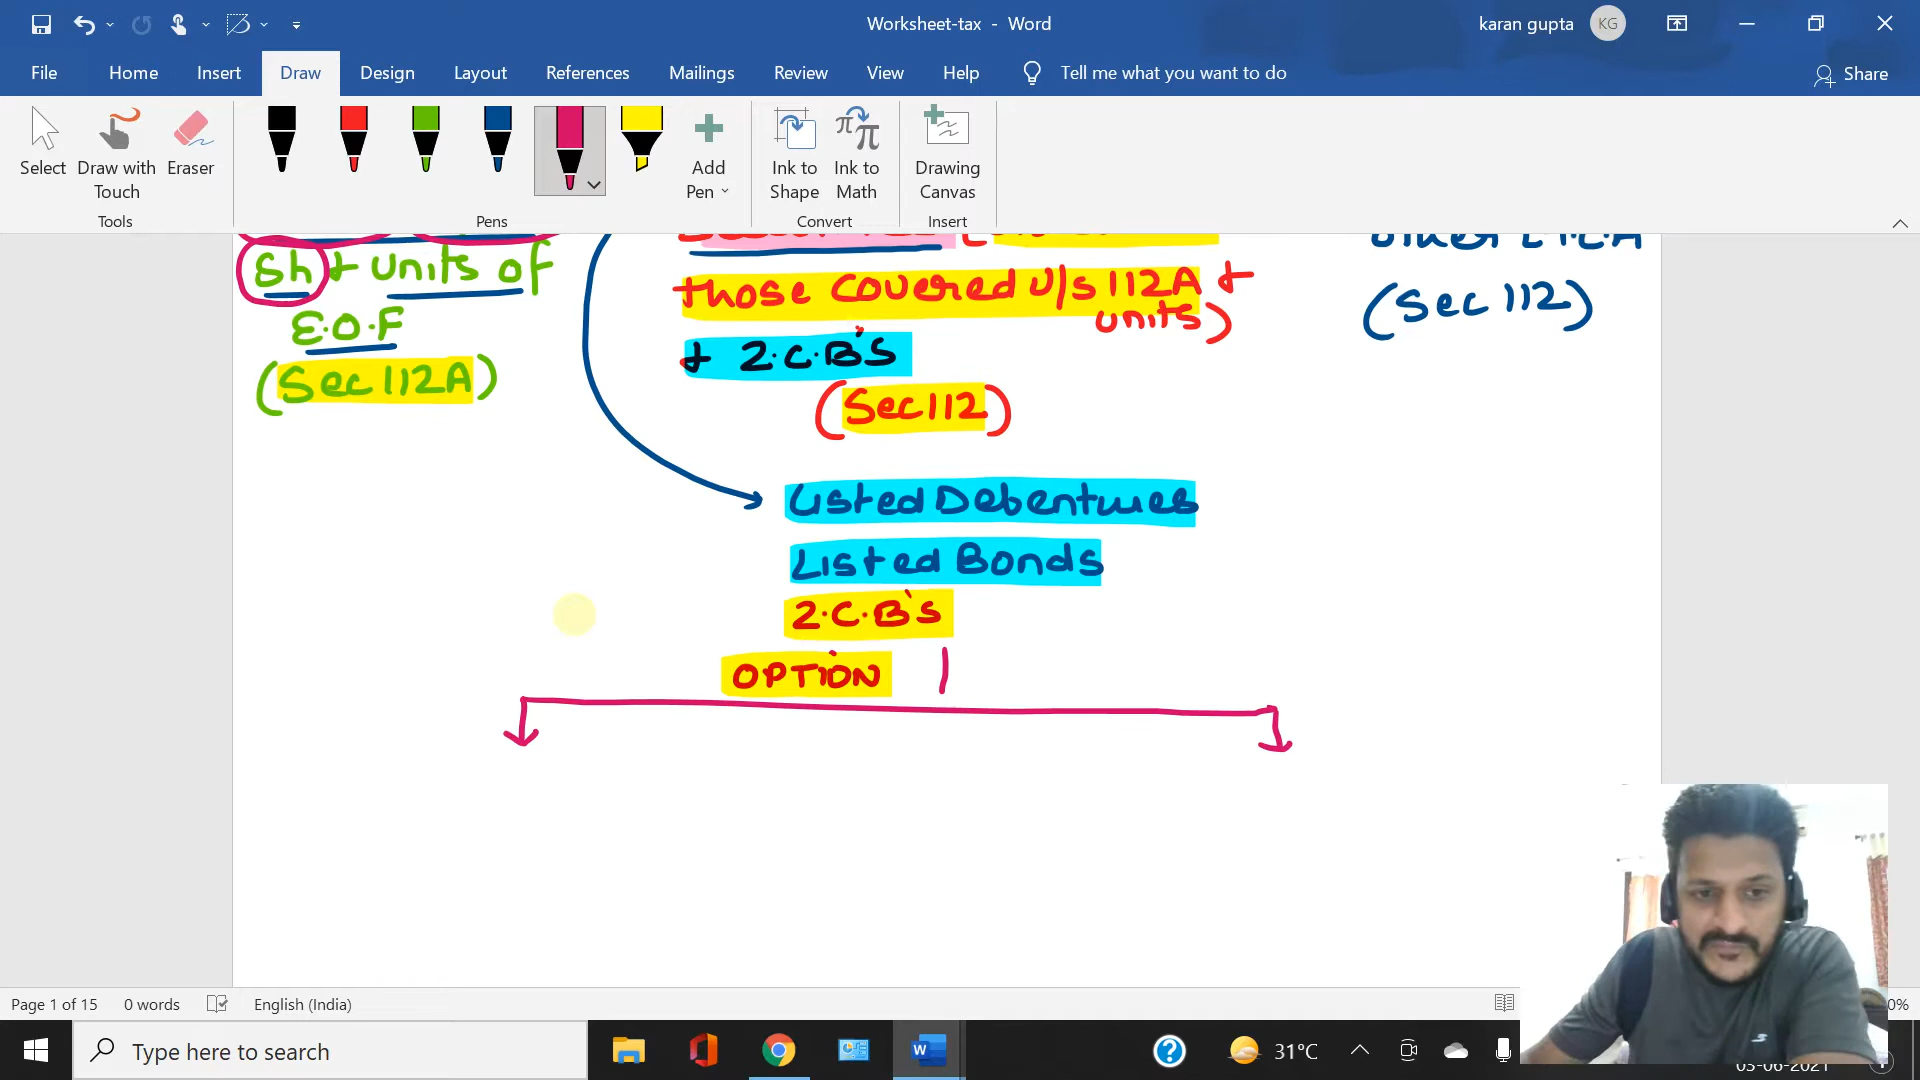 Worksheet-tax - Word
karan gupta
KG
File
Home
Insert
Draw
Design
Layout
References
Mailings
Review
View
Help
Tell me what you want to do
Share
Select
Draw with Touch
Eraser
Add Pen
Ink to Shape
Ink to Math
Drawing Canvas
Tools
Pens
Convert
Insert
Sh + units of
E.O.F
(Sec 112A)
those covered u/s 112A +
units)
+ Z.C.B's
(Sec 112)
(Sec 112)
Listed Debentures
Listed Bonds
Z.C.B's
OPTION
Page 1 of 15
0 words
English (India)
0%
Type here to search
31°C